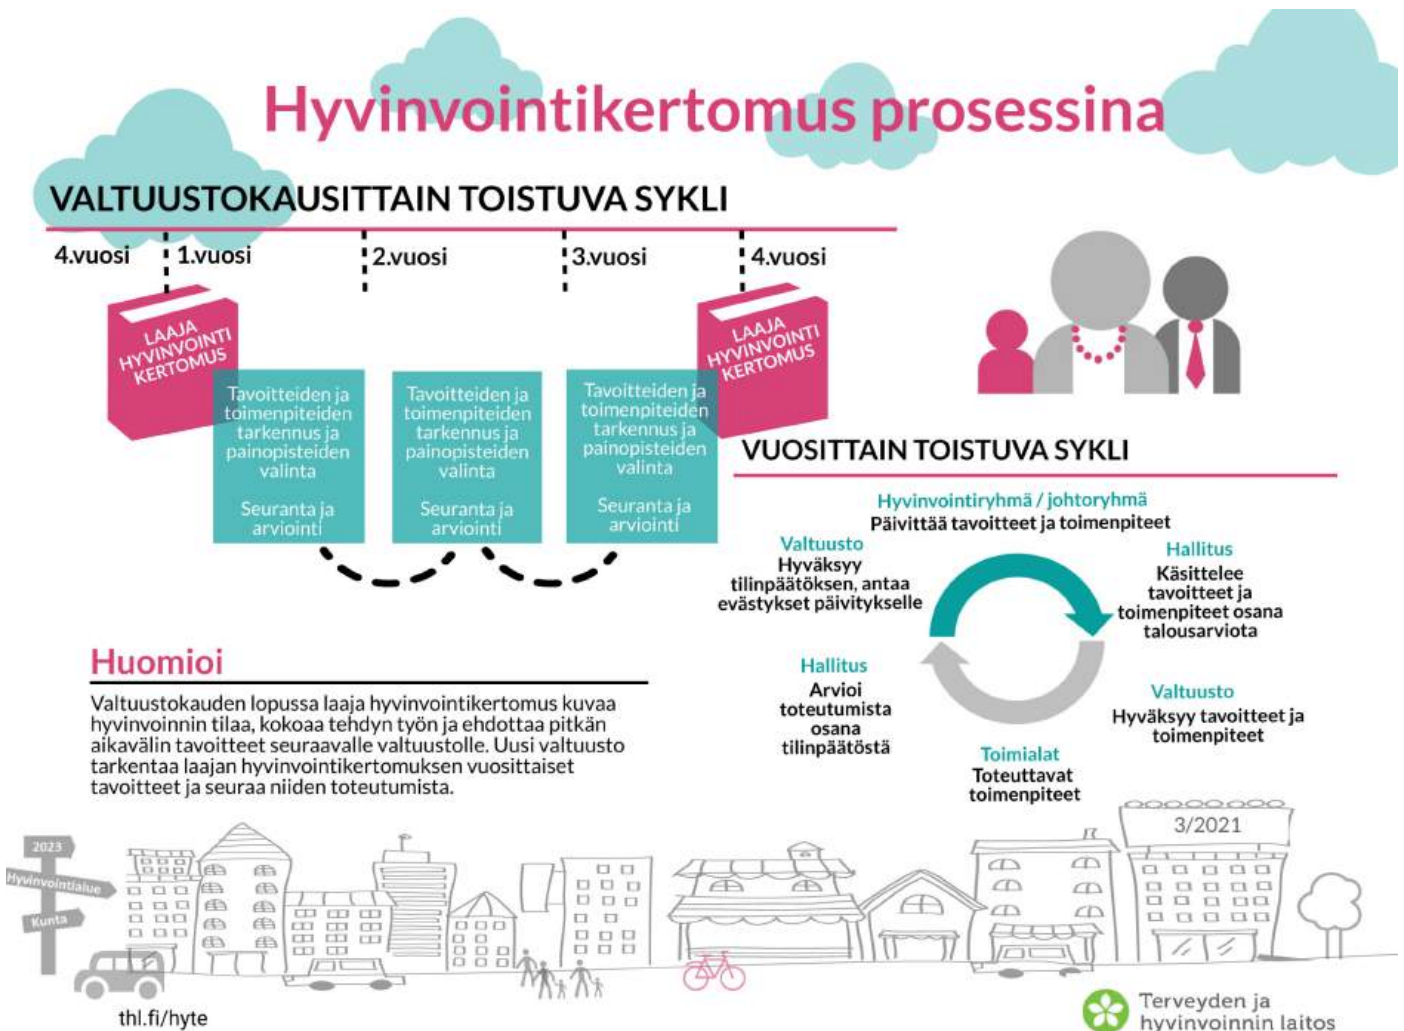 Hyvinvointikertomus prosessina
VALTUUSTOKAUSITTAIN TOISTUVA SYKLI
4.vuosi
1.vuosi
2.vuosi
3.vuosi
4.vuosi
LAAJA
HYVINVOINTI
KERTOMUS
LAAJA
HYVINVOINTI
KERTOMUS
Tavoitteiden ja
toimenpiteiden
tarkennus ja
painopisteiden
valinta
Seuranta ja
arviointi
Tavoitteiden ja
toimenpiteiden
tarkennus ja
painopisteiden
valinta
Seuranta ja
arviointi
Tavoitteiden ja
toimenpiteiden
tarkennus ja
painopisteiden
valinta
Seuranta ja
arviointi
VUOSITTAIN TOISTUVA SYKLI
Hyvinvointiryhmä / johtoryhmä
Päivittää tavoitteet ja toimenpiteet
Hallitus
Käsittelee
tavoitteet ja
toimenpiteet osana
talousarviota
Valtuusto
Hyväksyy tavoitteet ja
toimenpiteet
Toimialat
Toteuttavat
toimenpiteet
Hallitus
Arvioi
toteutumista
osana
tilinpäätöstä
Valtuusto
Hyväksyy
tilinpäätöksen, antaa
evästykset päivitykselle
Huomioi
Valtuustokauden lopussa laaja hyvinvointikertomus kuvaa
hyvinvoinnin tilaa, kokoaa tehdyn työn ja ehdottaa pitkän
aikavälin tavoitteet seuraavalle valtuustolle. Uusi valtuusto
tarkentaa laajan hyvinvointikertomuksen vuosittaiset
tavoitteet ja seuraa niiden toteutumista.
2023
Hyvinvointialue
Kunta
3/2021
thl.fi/hyte
Terveyden ja
hyvinvoinnin laitos